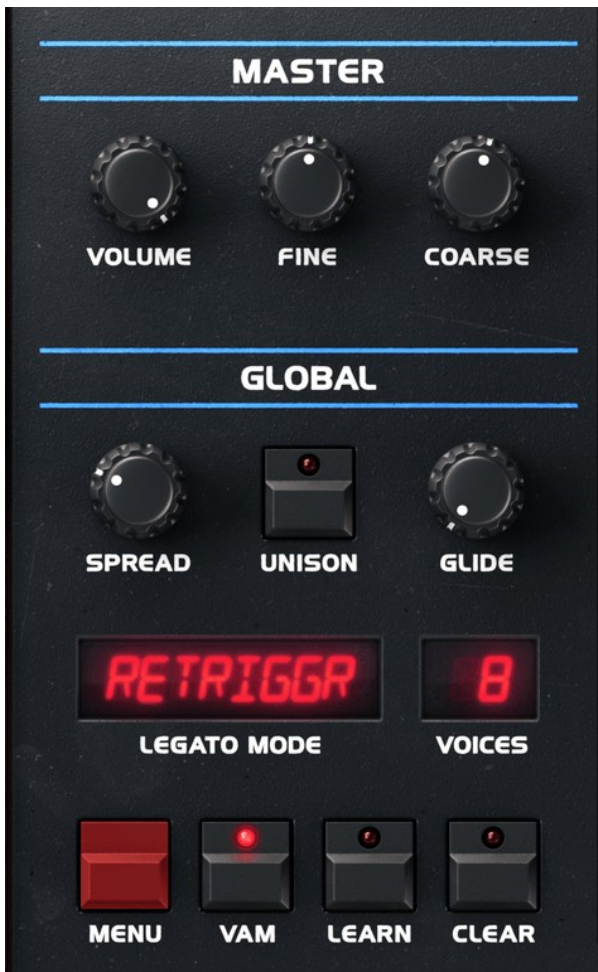 MASTER
VOLUME FINE COARSE
GLOBAL
SPREAD UNISON GLIDE
RETRIGGR 8
LEGATO MODE VOICES
MENU VAM LEARN CLEAR